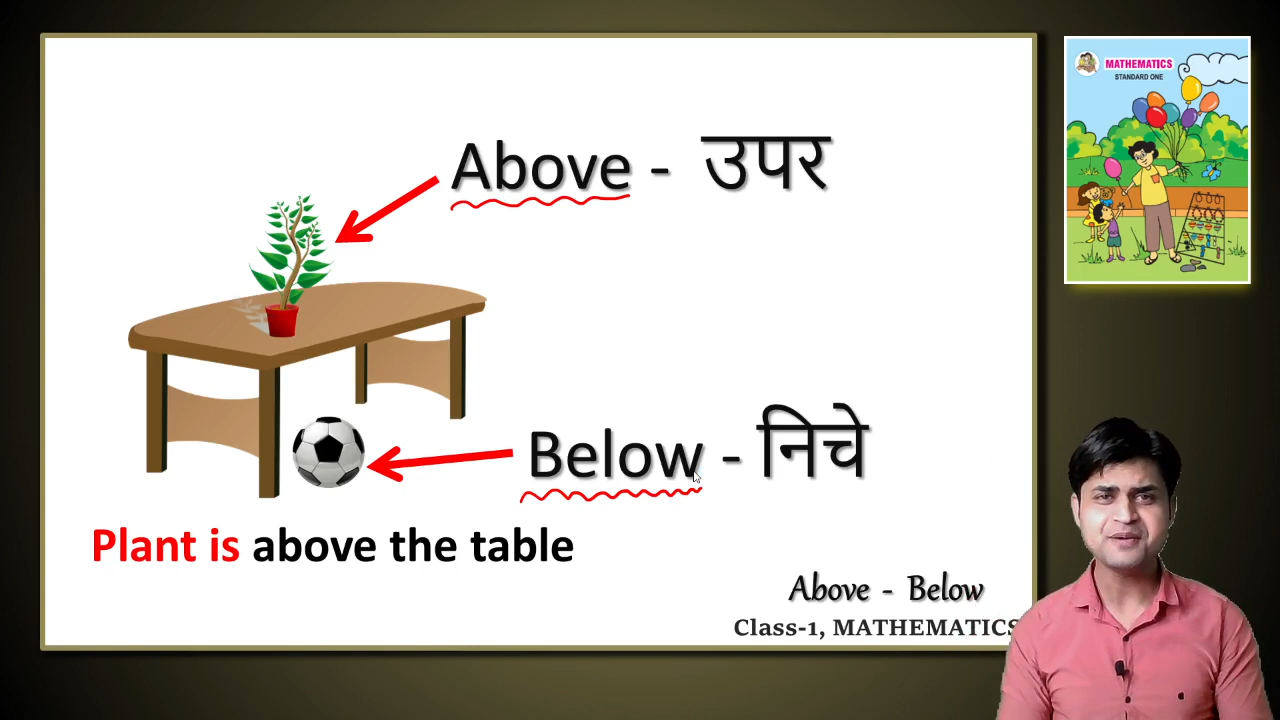 MATHEMATICS
STANDARD ONE
Above - उपर
Below - निचे
Plant is above the table
Above - Below
Class-1, MATHEMATICS